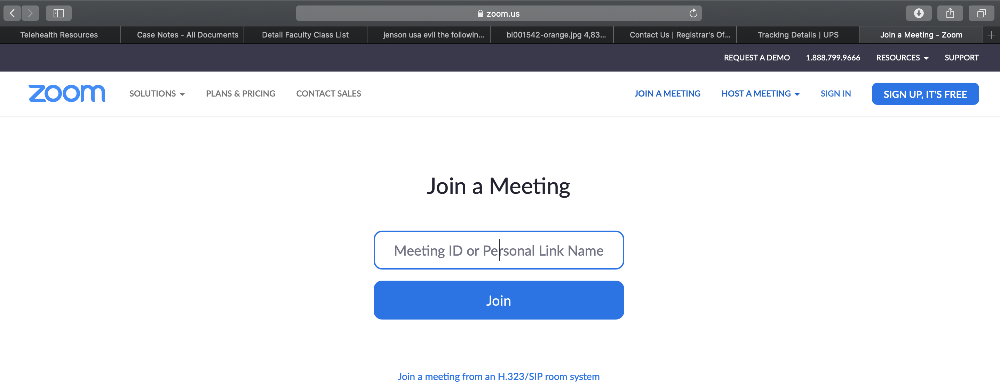 zoom.us
Telehealth Resources
Case Notes - All Documents
Detail Faculty Class List
jenson usa evil the followin...
bi001542-orange.jpg 4,83...
Contact Us | Registrar's Of...
Tracking Details | UPS
Join a Meeting - Zoom
REQUEST A DEMO
1.888.799.9666
RESOURCES
SUPPORT
zoom
SOLUTIONS
PLANS & PRICING
CONTACT SALES
JOIN A MEETING
HOST A MEETING
SIGN IN
SIGN UP, IT'S FREE
Join a Meeting
Meeting ID or Personal Link Name
Join
Join a meeting from an H.323/SIP room system